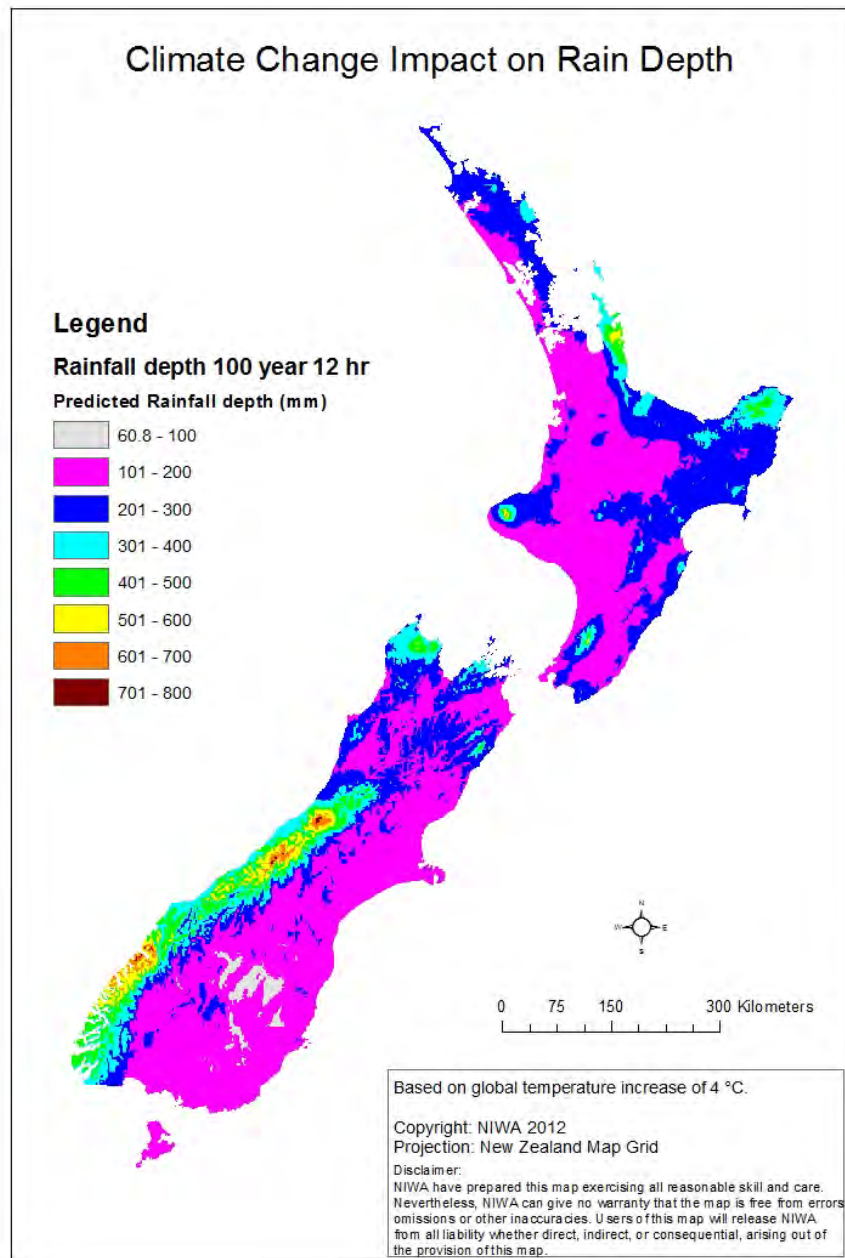 Climate Change Impact on Rain Depth
Legend
Rainfall depth 100 year 12 hr
Predicted Rainfall depth (mm)
60.8 - 100
101 - 200
201 - 300
301 - 400
401 - 500
501 - 600
601 - 700
701 - 800
N
W E
S
0 75 150 300 Kilometers
Based on global temperature increase of 4 °C.
Copyright: NIWA 2012
Projection: New Zealand Map Grid
Disclaimer:
NIWA have prepared this map exercising all reasonable skill and care.
Nevertheless, NIWA can give no warranty that the map is free from errors
omissions or other inaccuracies. Users of this map will release NIWA
from all liability whether direct, indirect, or consequential, arising out of
the provision of this map.